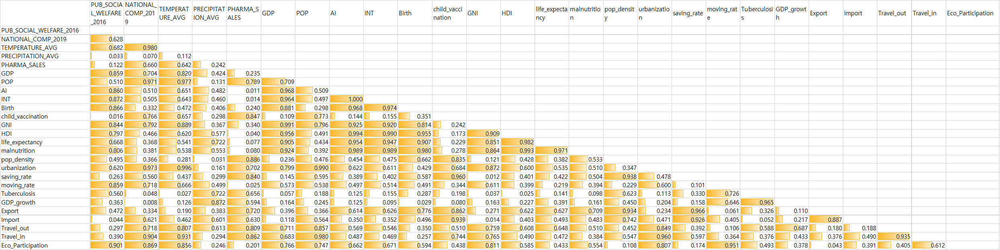 PUB_SOCIAL_WELFARE_2016 NATIONAL_COMP_2019 TEMPERATURE_AVG PRECIPITATION_AVG PHARMA_SALES GDP POP AI INT Birth child_vaccination GNI HDI life_expectancy malnutrition pop_density urbanization saving_rate moving_rate Tuberculosis GDP_growth Export Import Travel_out Travel_in Eco_Participation
PUB_SOCIAL_WELFARE_2016
NATIONAL_COMP_2019 0.628
TEMPERATURE_AVG 0.682 0.980
PRECIPITATION_AVG 0.033 0.070 0.112
PHARMA_SALES 0.122 0.660 0.642 0.242
GDP 0.859 0.704 0.820 0.424 0.235
POP 0.510 0.971 0.977 0.131 0.789 0.709
AI 0.860 0.510 0.651 0.482 0.011 0.968 0.509
INT 0.872 0.505 0.643 0.460 0.014 0.964 0.497 1.000
Birth 0.866 0.332 0.472 0.406 0.240 0.881 0.298 0.968 0.974
child_vaccination 0.016 0.766 0.657 0.298 0.847 0.109 0.773 0.144 0.155 0.351
GNI 0.844 0.792 0.889 0.367 0.340 0.991 0.796 0.925 0.920 0.814 0.242
HDI 0.797 0.466 0.620 0.577 0.040 0.956 0.491 0.994 0.990 0.955 0.173 0.909
life_expectancy 0.668 0.368 0.541 0.722 0.077 0.905 0.434 0.954 0.947 0.907 0.229 0.851 0.982
malnutrition 0.806 0.381 0.538 0.553 0.080 0.924 0.392 0.989 0.989 0.980 0.278 0.864 0.993 0.971
pop_density 0.495 0.366 0.281 0.031 0.886 0.236 0.476 0.454 0.475 0.662 0.835 0.121 0.428 0.382 0.533
urbanization 0.620 0.973 0.996 0.161 0.702 0.799 0.990 0.622 0.611 0.429 0.684 0.872 0.600 0.535 0.510 0.347
saving_rate 0.263 0.560 0.437 0.299 0.840 0.145 0.595 0.389 0.402 0.587 0.960 0.012 0.401 0.422 0.504 0.938 0.478
moving_rate 0.859 0.718 0.666 0.499 0.025 0.573 0.538 0.497 0.514 0.491 0.344 0.611 0.399 0.219 0.394 0.229 0.600 0.101
Tuberculosis 0.560 0.048 0.027 0.722 0.656 0.057 0.188 0.125 0.155 0.287 0.198 0.037 0.025 0.141 0.098 0.623 0.113 0.330 0.726
GDP_growth 0.363 0.008 0.126 0.872 0.594 0.164 0.245 0.125 0.095 0.029 0.080 0.163 0.227 0.391 0.161 0.450 0.204 0.158 0.646 0.965
Export 0.472 0.334 0.190 0.383 0.720 0.396 0.366 0.614 0.626 0.776 0.862 0.271 0.622 0.627 0.709 0.934 0.234 0.966 0.061 0.326 0.110
Import 0.044 0.621 0.462 0.601 0.630 0.118 0.564 0.350 0.352 0.496 0.939 0.014 0.403 0.493 0.483 0.742 0.471 0.926 0.405 0.052 0.217 0.887
Travel_out 0.297 0.718 0.807 0.613 0.809 0.711 0.857 0.569 0.546 0.350 0.510 0.759 0.608 0.648 0.510 0.452 0.849 0.392 0.106 0.588 0.687 0.180 0.188
Travel_in 0.390 0.904 0.931 0.294 0.862 0.683 0.980 0.487 0.469 0.257 0.744 0.765 0.490 0.472 0.384 0.547 0.960 0.597 0.364 0.376 0.433 0.376 0.490 0.935
Eco_Participation 0.901 0.869 0.856 0.246 0.201 0.766 0.747 0.662 0.671 0.594 0.438 0.811 0.585 0.433 0.554 0.108 0.807 0.174 0.951 0.493 0.378 0.043 0.391 0.405 0.612